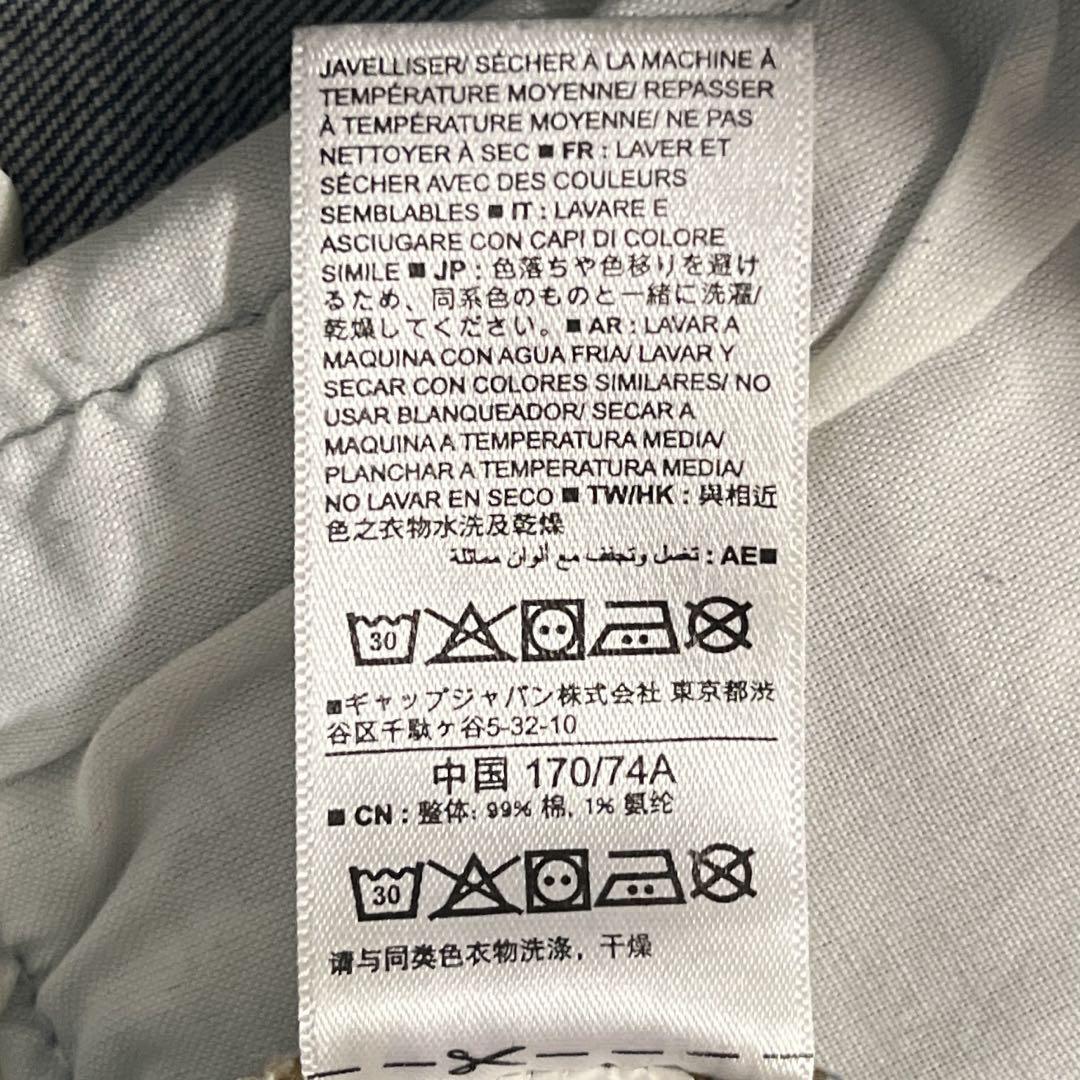 JAVELLISER/ SÉCHER À LA MACHINE À
TEMPÉRATURE MOYENNE/ REPASSER
À TEMPÉRATURE MOYENNE/ NE PAS
NETTOYER À SEC ■ FR : LAVER ET
SÉCHER AVEC DES COULEURS
SEMBLABLES ■ IT : LAVARE E
ASCIUGARE CON CAPI DI COLORE
SIMILE ■ JP : 色落ちや色移りを避け
るため、同系色のものと一緒に洗濯/
乾燥してください。■ AR : LAVAR A
MAQUINA CON AGUA FRIA/ LAVAR Y
SECAR CON COLORES SIMILARES/ NO
USAR BLANQUEADOR/ SECAR A
MAQUINA A TEMPERATURA MEDIA/
PLANCHAR A TEMPERATURA MEDIA/
NO LAVAR EN SECO ■ TW/HK : 與相近
色之衣物水洗及乾燥
■AE : تغسل وتجفف مع ألوان مماثلة
30
■ギャップジャパン株式会社 東京都渋
谷区千駄ヶ谷5-32-10
中国 170/74A
■ CN : 整体: 99% 棉, 1% 氨纶
30
请与同类色衣物洗涤，干燥